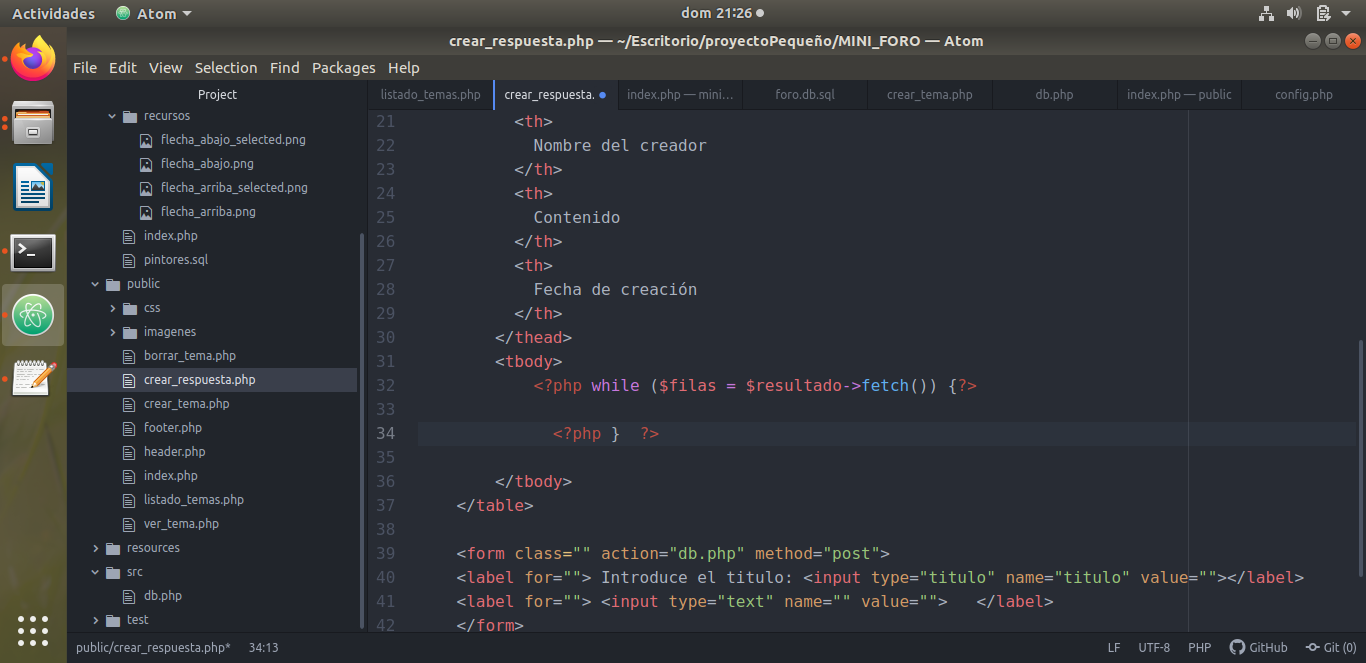 Actividades Atom dom 21:26
crear_respuesta.php — ~/Escritorio/proyectoPequeño/MINI_FORO — Atom
File Edit View Selection Find Packages Help
Project
recursos
flecha_abajo_selected.png
flecha_abajo.png
flecha_arriba_selected.png
flecha_arriba.png
index.php
pintores.sql
public
css
imagenes
borrar_tema.php
crear_respuesta.php
crear_tema.php
footer.php
header.php
index.php
listado_temas.php
ver_tema.php
resources
src
db.php
test
listado_temas.php crear_respuesta. index.php — mini... foro.db.sql crear_tema.php db.php index.php — public config.php
21 <th>
22 Nombre del creador
23 </th>
24 <th>
25 Contenido
26 </th>
27 <th>
28 Fecha de creación
29 </th>
30 </thead>
31 <tbody>
32 <?php while ($filas = $resultado->fetch()) {?>
33
34 <?php } ?>
35
36 </tbody>
37 </table>
38
39 <form class="" action="db.php" method="post">
40 <label for=""> Introduce el titulo: <input type="titulo" name="titulo" value=""></label>
41 <label for=""> <input type="text" name="" value=""> </label>
42 </form>
public/crear_respuesta.php* 34:13 LF UTF-8 PHP GitHub Git (0)